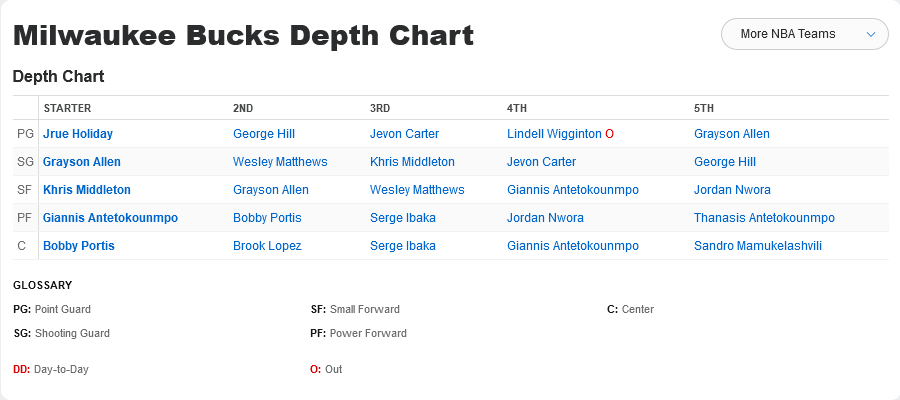 Milwaukee Bucks Depth Chart
More NBA Teams
Depth Chart
STARTER 2ND 3RD 4TH 5TH
PG Jrue Holiday George Hill Jevon Carter Lindell Wigginton O Grayson Allen
SG Grayson Allen Wesley Matthews Khris Middleton Jevon Carter George Hill
SF Khris Middleton Grayson Allen Wesley Matthews Giannis Antetokounmpo Jordan Nwora
PF Giannis Antetokounmpo Bobby Portis Serge Ibaka Jordan Nwora Thanasis Antetokounmpo
C Bobby Portis Brook Lopez Serge Ibaka Giannis Antetokounmpo Sandro Mamukelashvili
GLOSSARY
PG: Point Guard SF: Small Forward C: Center
SG: Shooting Guard PF: Power Forward
DD: Day-to-Day O: Out